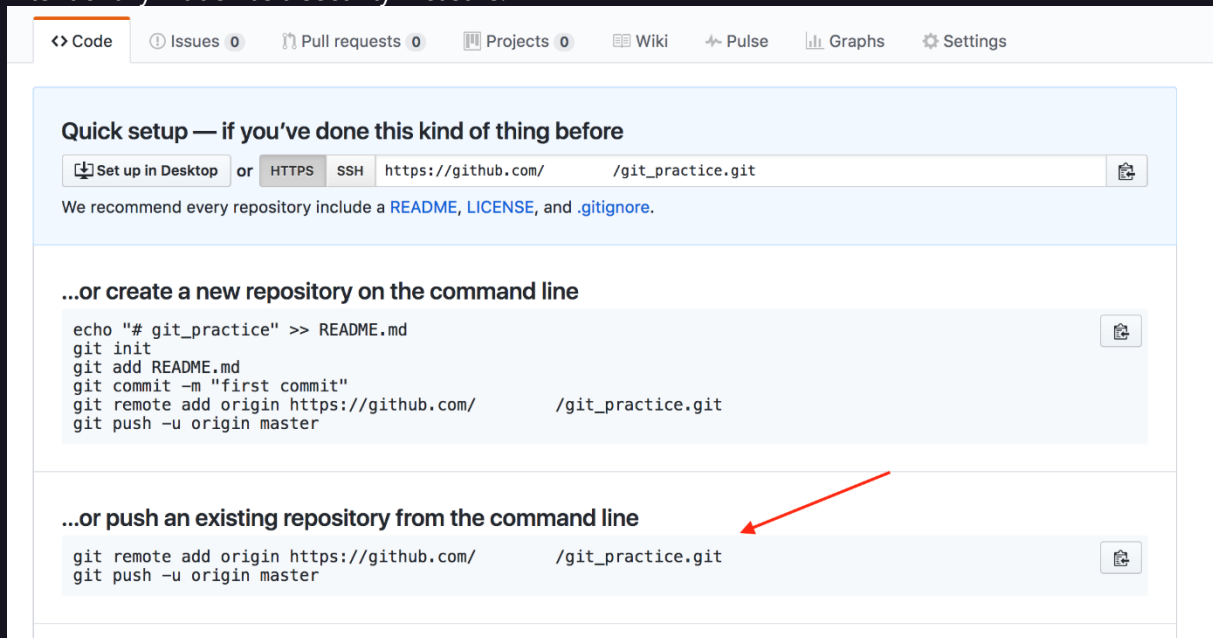 Code Issues 0 Pull requests 0 Projects 0 Wiki Pulse Graphs Settings
Quick setup — if you've done this kind of thing before
Set up in Desktop or HTTPS SSH https://github.com/ /git_practice.git
We recommend every repository include a README, LICENSE, and .gitignore.
...or create a new repository on the command line
echo "# git_practice" >> README.md
git init
git add README.md
git commit -m "first commit"
git remote add origin https://github.com/ /git_practice.git
git push -u origin master
...or push an existing repository from the command line
git remote add origin https://github.com/ /git_practice.git
git push -u origin master